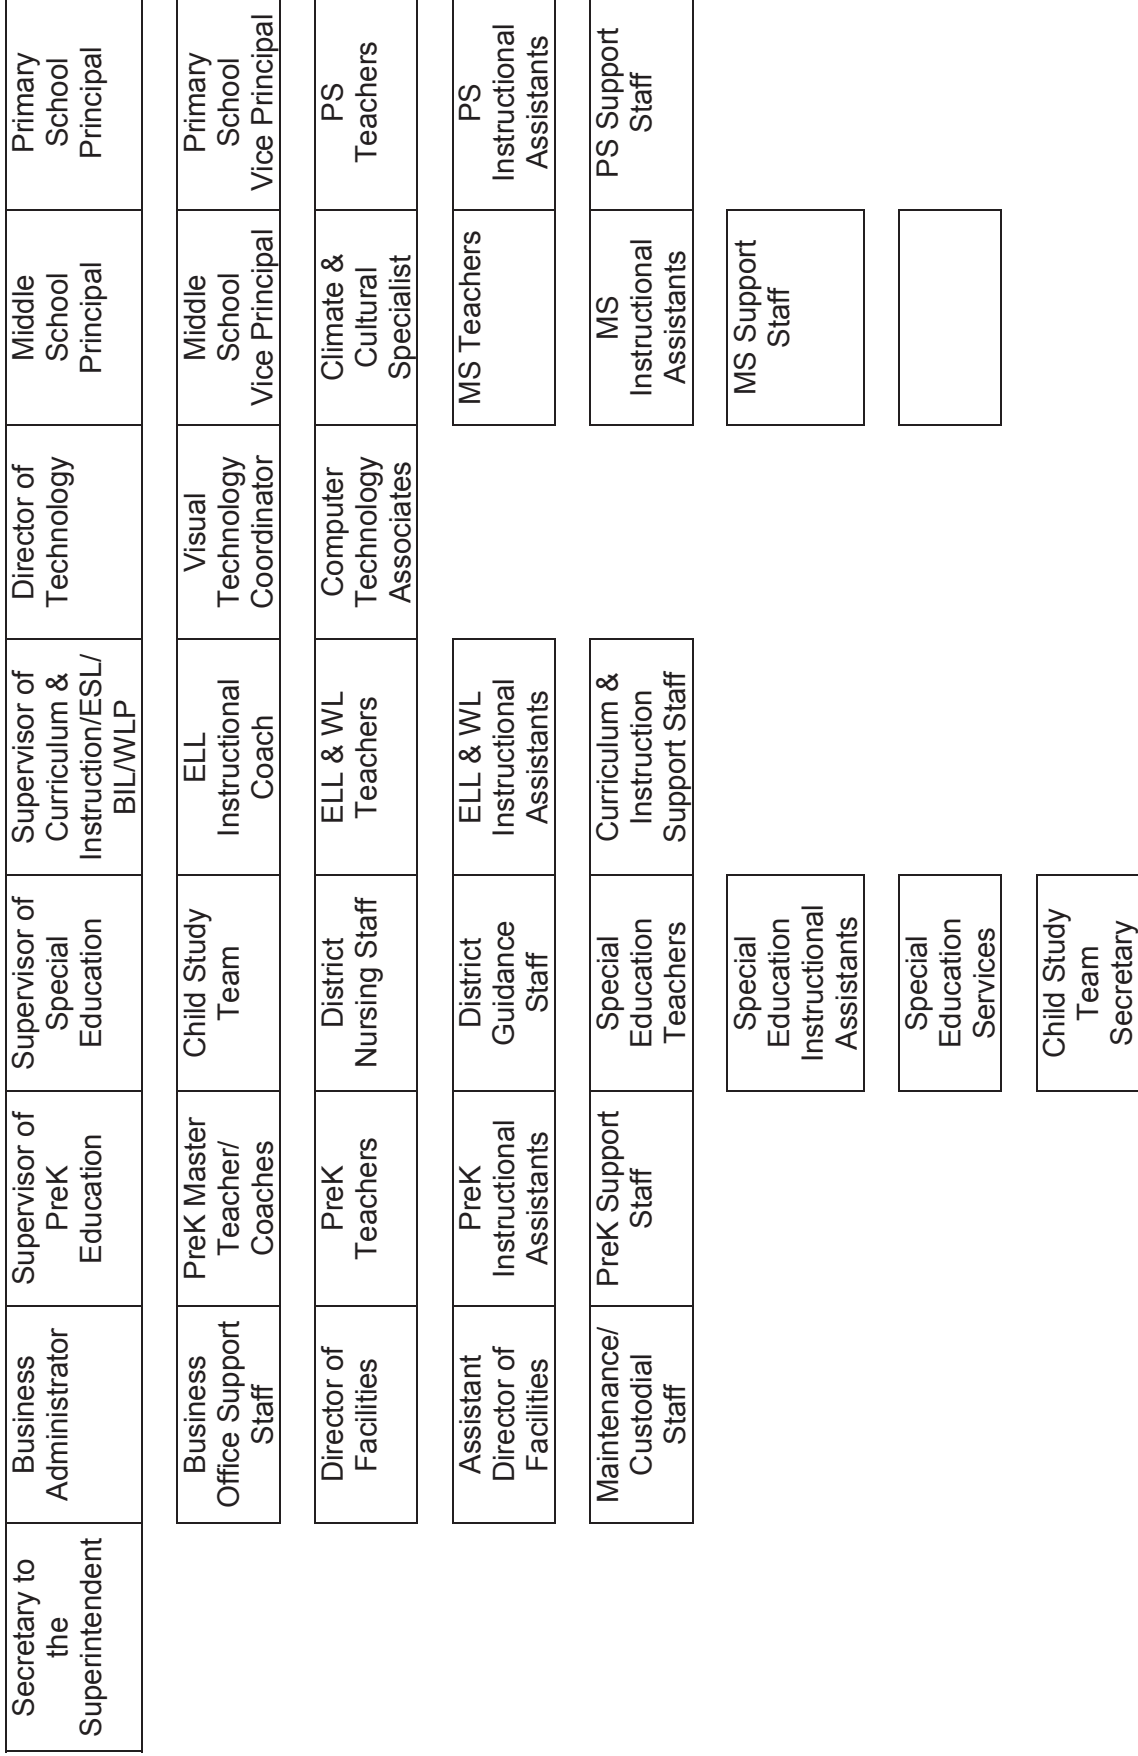 Secretary to
the
Superintendent
Business
Administrator
Supervisor of
PreK
Education
Supervisor of
Special
Education
Supervisor of
Curriculum &
Instruction/ESL/
BIL/WLP
Director of
Technology
Middle
School
Principal
Primary
School
Principal
Business
Office Support
Staff
PreK Master
Teacher/
Coaches
Child Study
Team
ELL
Instructional
Coach
Visual
Technology
Coordinator
Middle
School
Vice Principal
Primary
School
Vice Principal
Director of
Facilities
PreK
Teachers
District
Nursing Staff
ELL & WL
Teachers
Computer
Technology
Associates
Climate &
Cultural
Specialist
PS
Teachers
Assistant
Director of
Facilities
PreK
Instructional
Assistants
District
Guidance
Staff
ELL & WL
Instructional
Assistants
MS Teachers
PS
Instructional
Assistants
Maintenance/
Custodial
Staff
PreK Support
Staff
Special
Education
Teachers
Curriculum &
Instruction
Support Staff
MS
Instructional
Assistants
PS Support
Staff
Special
Education
Instructional
Assistants
MS Support
Staff
Special
Education
Services
Child Study
Team
Secretary